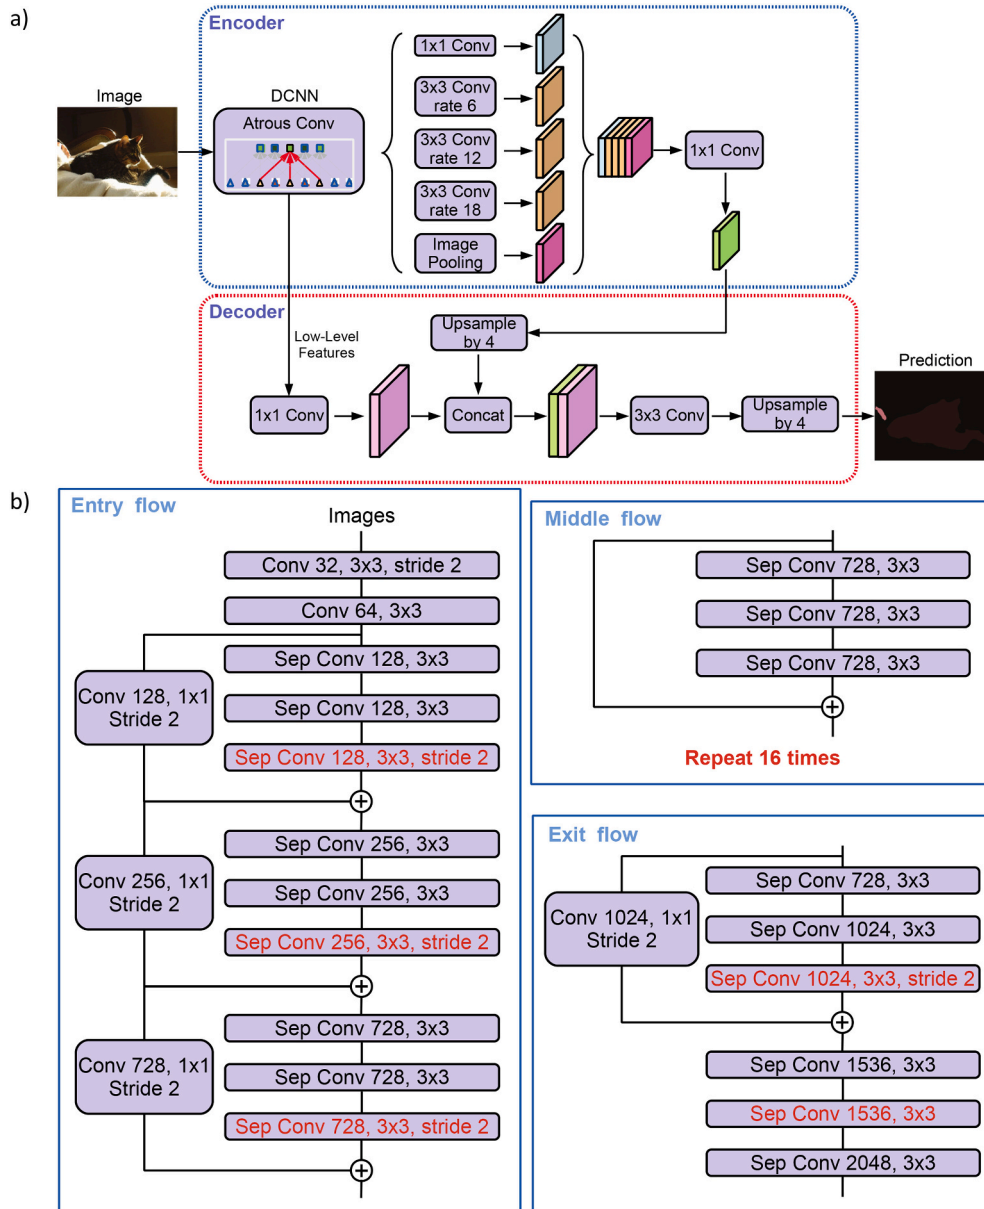 a)
Encoder
Image
DCNN
Atrous Conv
1x1 Conv
3x3 Conv
rate 6
3x3 Conv
rate 12
3x3 Conv
rate 18
Image
Pooling
1x1 Conv
Decoder
Low-Level
Features
Upsample
by 4
1x1 Conv
Concat
3x3 Conv
Upsample
by 4
Prediction
b)
Entry flow
Images
Conv 32, 3x3, stride 2
Conv 64, 3x3
Conv 128, 1x1
Stride 2
Sep Conv 128, 3x3
Sep Conv 128, 3x3
Sep Conv 128, 3x3, stride 2
Conv 256, 1x1
Stride 2
Sep Conv 256, 3x3
Sep Conv 256, 3x3
Sep Conv 256, 3x3, stride 2
Conv 728, 1x1
Stride 2
Sep Conv 728, 3x3
Sep Conv 728, 3x3
Sep Conv 728, 3x3, stride 2
Middle flow
Sep Conv 728, 3x3
Sep Conv 728, 3x3
Sep Conv 728, 3x3
Repeat 16 times
Exit flow
Conv 1024, 1x1
Stride 2
Sep Conv 728, 3x3
Sep Conv 1024, 3x3
Sep Conv 1024, 3x3, stride 2
Sep Conv 1536, 3x3
Sep Conv 1536, 3x3
Sep Conv 2048, 3x3